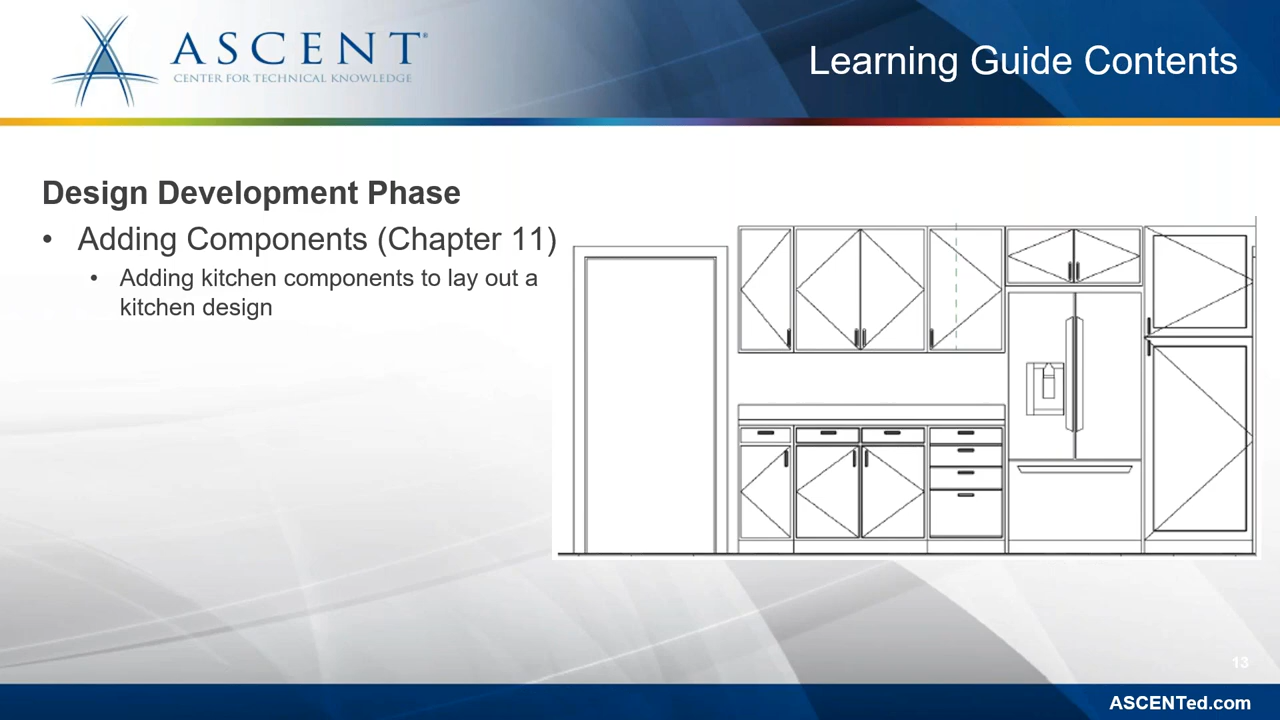 ASCENT®
CENTER FOR TECHNICAL KNOWLEDGE
Learning Guide Contents
Design Development Phase
• Adding Components (Chapter 11)
• Adding kitchen components to lay out a
kitchen design
13
ASCENTed.com